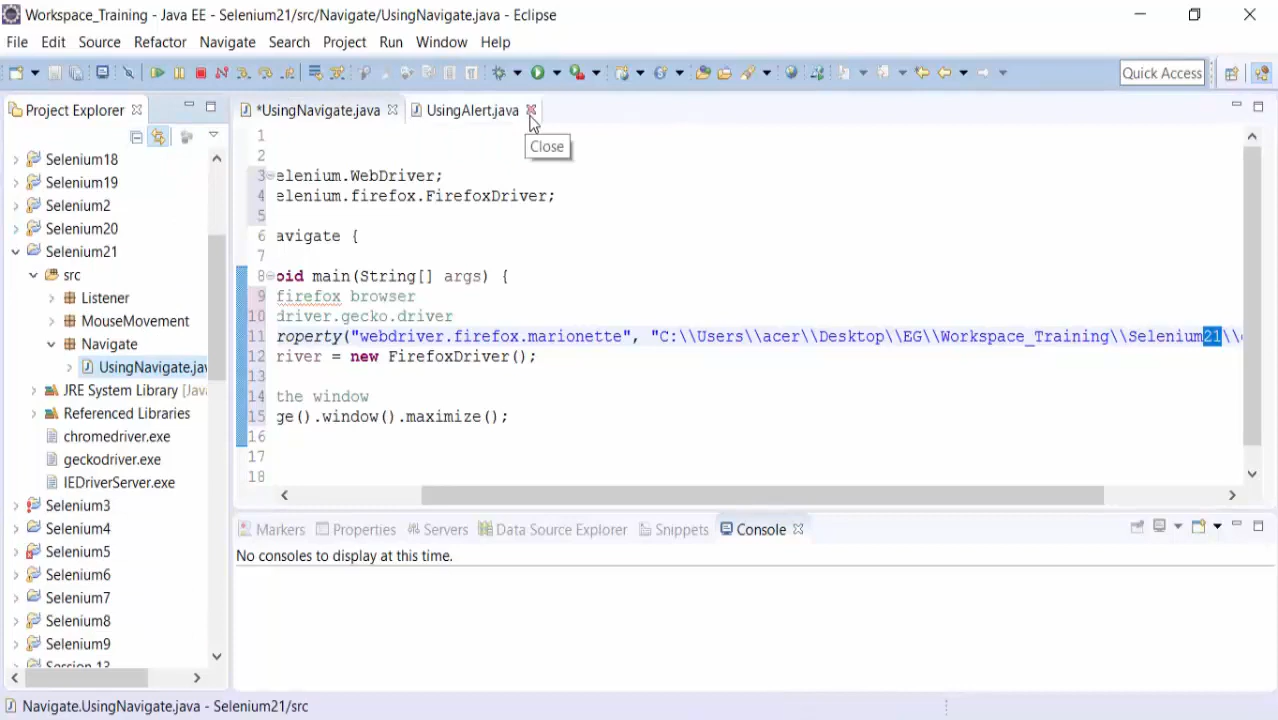 Workspace_Training - Java EE - Selenium21/src/Navigate/UsingNavigate.java - Eclipse
File Edit Source Refactor Navigate Search Project Run Window Help
Quick Access
Project Explorer
*UsingNavigate.java
UsingAlert.java
Close
Selenium18
Selenium19
Selenium2
Selenium20
Selenium21
src
Listener
MouseMovement
Navigate
UsingNavigate.jav
JRE System Library [Java
Referenced Libraries
chromedriver.exe
geckodriver.exe
IEDriverServer.exe
Selenium3
Selenium4
Selenium5
Selenium6
Selenium7
Selenium8
Selenium9
Session 13
1
2
3 elenium.WebDriver;
4 elenium.firefox.FirefoxDriver;
5
6 avigate {
7
8 oid main(String[] args) {
9 firefox browser
10 driver.gecko.driver
11 roperty("webdriver.firefox.marionette", "C:\\Users\\acer\\Desktop\\EG\\Workspace_Training\\Selenium21\\
12 river = new FirefoxDriver();
13
14 the window
15 ge().window().maximize();
16
17
18
Markers Properties Servers Data Source Explorer Snippets Console
No consoles to display at this time.
Navigate.UsingNavigate.java - Selenium21/src